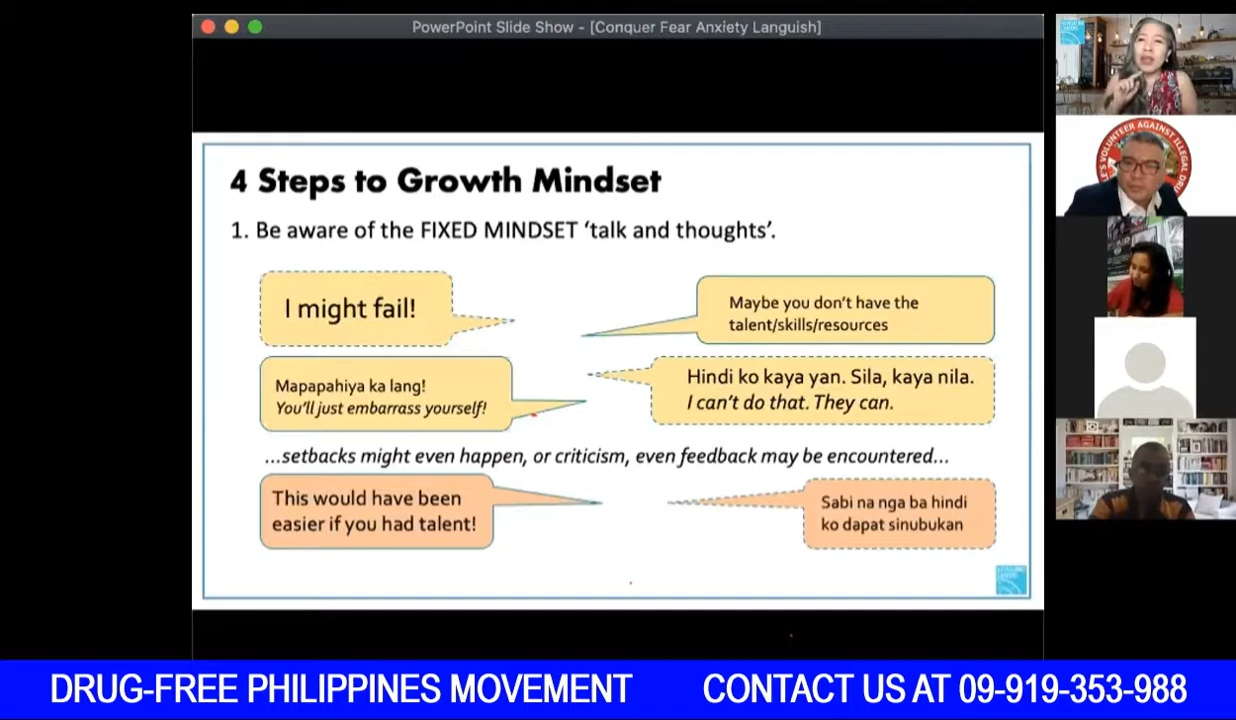 PowerPoint Slide Show - [Conquer Fear Anxiety Languish]
4 Steps to Growth Mindset
1. Be aware of the FIXED MINDSET ‘talk and thoughts’.
I might fail!
Maybe you don’t have the
talent/skills/resources
Mapapahiya ka lang!
You’ll just embarrass yourself!
Hindi ko kaya yan. Sila, kaya nila.
I can’t do that. They can.
...setbacks might even happen, or criticism, even feedback may be encountered...
This would have been
easier if you had talent!
Sabi na nga ba hindi
ko dapat sinubukan
VOLUNTEER AGAINST ILLEGAL
DRUG-FREE PHILIPPINES MOVEMENT
CONTACT US AT 09-919-353-988